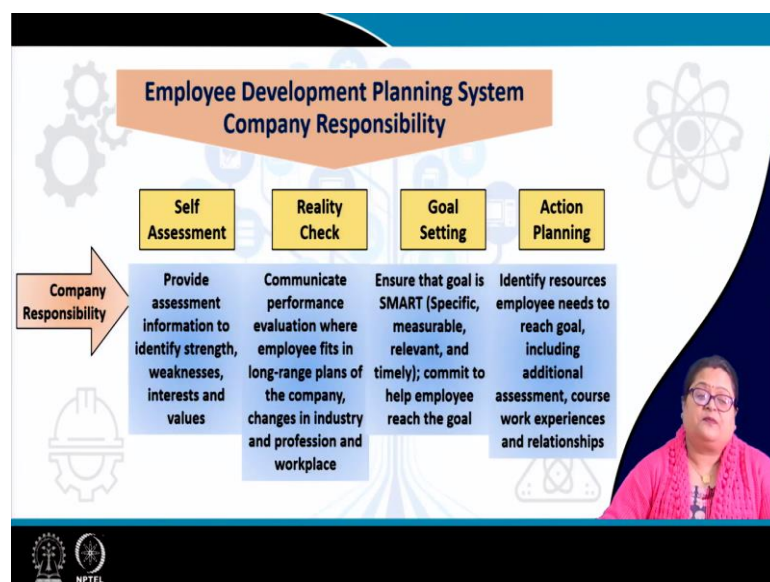 Employee Development Planning System
Company Responsibility
Self
Assessment
Reality
Check
Goal
Setting
Action
Planning
Company
Responsibility
Provide
assessment
information to
identify strength,
weaknesses,
interests and
values
Communicate
performance
evaluation where
employee fits in
long-range plans of
the company,
changes in industry
and profession and
workplace
Ensure that goal is
SMART (Specific,
measurable,
relevant, and
timely); commit to
help employee
reach the goal
Identify resources
employee needs to
reach goal,
including
additional
assessment, course
work experiences
and relationships
NPTEL